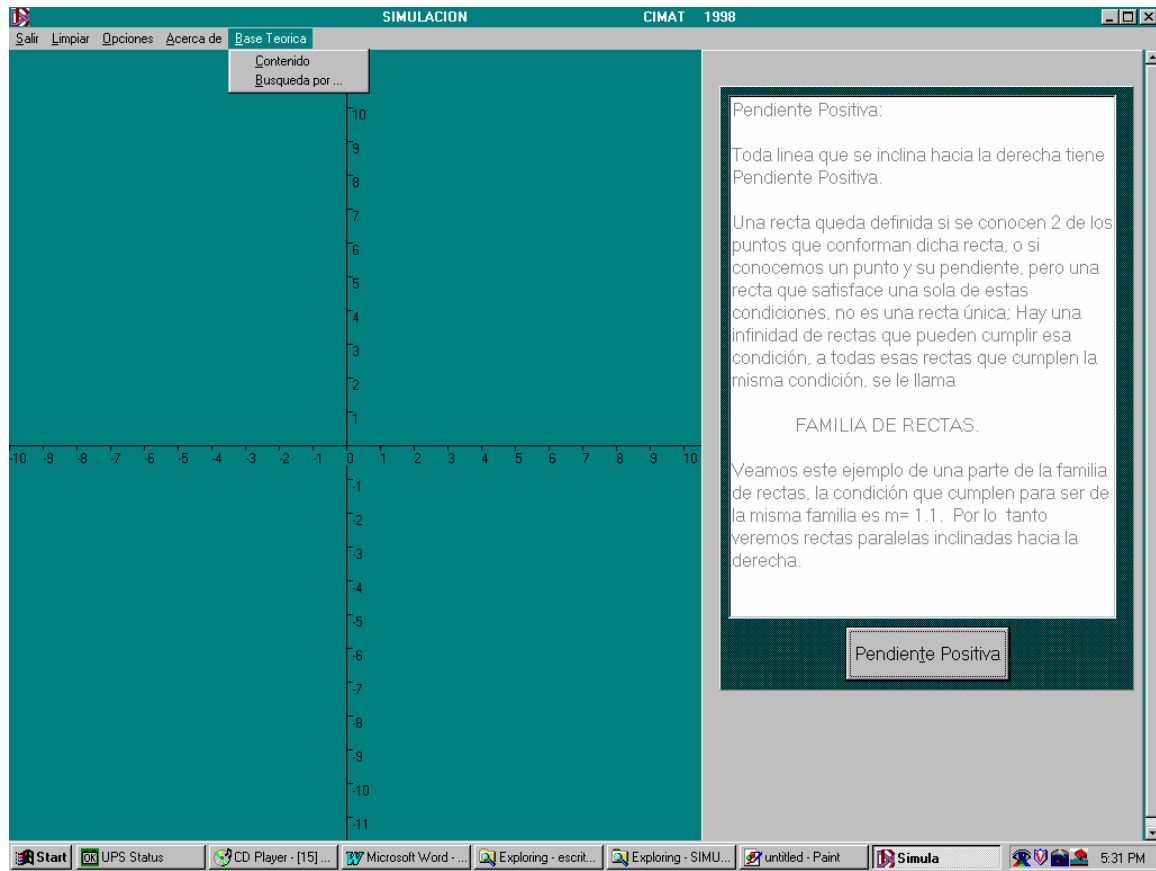 SIMULACION CIMAT 1998
Salir Limpiar Opciones Acerca de Base Teorica
Contenido
Busqueda por ...
10
9
8
7
6
5
4
3
2
1
-10 -9 -8 -7 -6 -5 -4 -3 -2 -1 0 1 2 3 4 5 6 7 8 9 10
-1
-2
-3
-4
-5
-6
-7
-8
-9
-10
-11
Pendiente Positiva:
Toda linea que se inclina hacia la derecha tiene
Pendiente Positiva.
Una recta queda definida si se conocen 2 de los
puntos que conforman dicha recta, o si
conocemos un punto y su pendiente, pero una
recta que satisface una sola de estas
condiciones, no es una recta única; Hay una
infinidad de rectas que pueden cumplir esa
condición, a todas esas rectas que cumplen la
misma condición, se le llama
FAMILIA DE RECTAS.
Veamos este ejemplo de una parte de la familia
de rectas, la condición que cumplen para ser de
la misma familia es m= 1.1. Por lo tanto
veremos rectas paralelas inclinadas hacia la
derecha.
Pendiente Positiva
Start OK UPS Status CD Player - [15] ... Microsoft Word - ... Exploring - escrit... Exploring - SIMU... untitled - Paint Simula 5:31 PM